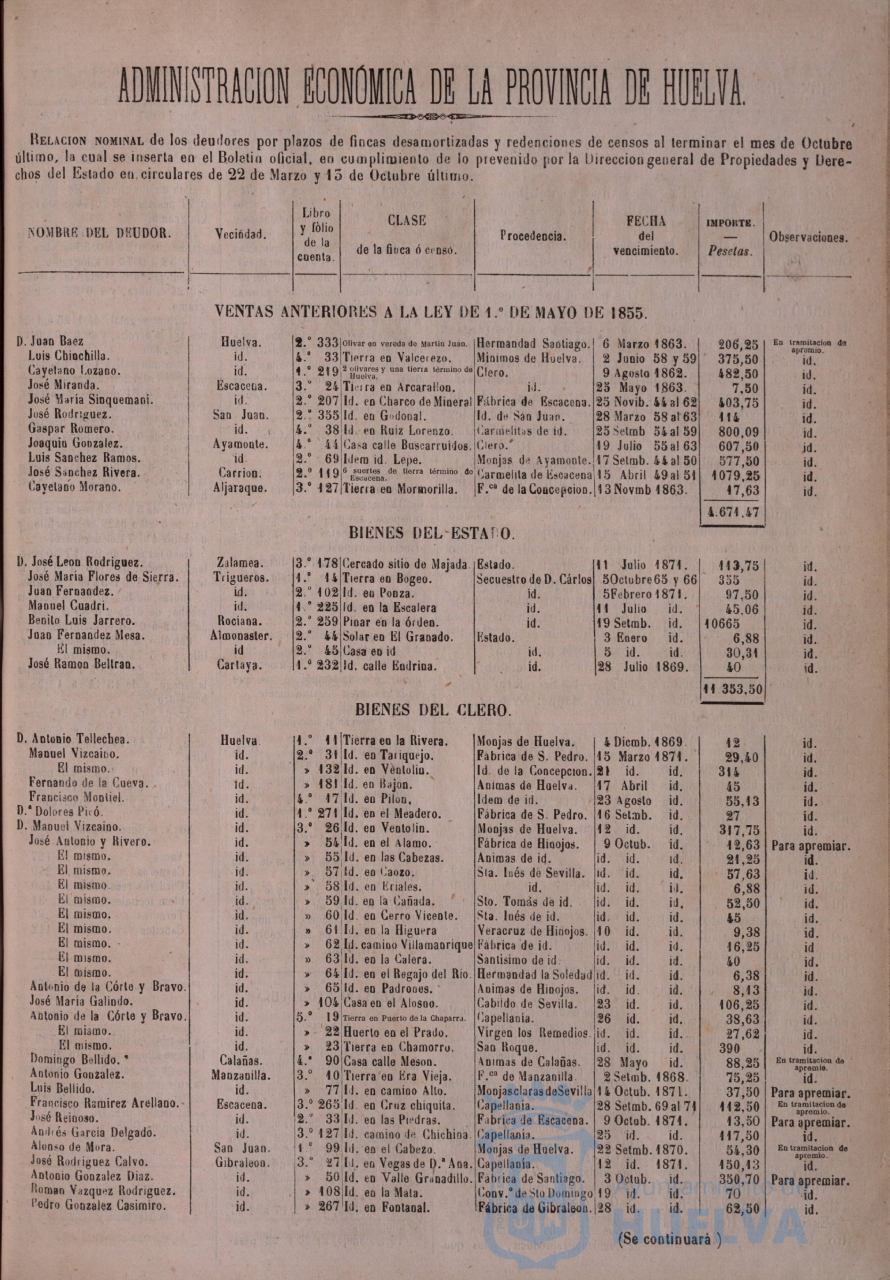 ADMINISTRACION ECONÓMICA DE LA PROVINCIA DE HUELVA.
RELACION NOMINAL de los deudores por plazos de fincas desamortizadas y redenciones de censos al terminar el mes de Octubre
último, la cual se inserta en el Boletin oficial, en cumplimiento de lo prevenido por la Direccion general de Propiedades y Dere-
chos del Estado en circulares de 22 de Marzo y 15 de Octubre último.
NOMBRE DEL DEUDOR. Vecindad. Libro y fólio de la cuenta. CLASE de la finca ó censo. Procedencia. FECHA del vencimiento. IMPORTE. — Pesetas. Observaciones.
VENTAS ANTERIORES A LA LEY DE 1.º DE MAYO DE 1855.
D. Juan Baez Huelva. 2.º 333 Olivar en vereda de Martin Juan. Hermandad Santiago. 6 Marzo 1863. 206,25 En tramitacion de apremio.
Luis Chinchilla. id. 4.º 33 Tierra en Valcerezo. Minimos de Huelva. 2 Junio 58 y 59 375,50 id.
Cayetano Lozano. id. 1.º 219 2 olivares y una tierra término de Huelva. Clero. 9 Agosto 1862. 482,50 id.
José Miranda. Escacena. 3.º 24 Tierra en Arcarallon. id. 25 Mayo 1863. 7,50 id.
José Maria Sinquemani. id. 2.º 207 Id. en Charco de Mineral Fábrica de Escacena. 25 Novib. 44 al 62 403,75 id.
José Rodriguez. San Juan. 2.º 355 Id. en Godonal. Id. de San Juan. 28 Marzo 58 al 63 114 id.
Gaspar Romero. id. 4.º 38 Id. en Ruiz Lorenzo. Carmelitas de id. 25 Setmb 54 al 59 800,09 id.
Joaquin Gonzalez. Ayamonte. 4.º 44 Casa calle Buscarruidos. Clero. 19 Julio 55 al 63 607,50 id.
Luis Sanchez Ramos. id 2.º 69 Idem id. Lepe. Monjas de Ayamonte. 17 Setmb. 44 al 50 577,50 id.
José Sanchez Rivera. Carrion. 2.º 119 6 suertes de tierra término de Escacena. Carmelita de Escacena 15 Abril 49 al 51 1079,25 id.
Cayetano Morano. Aljaraque. 3.º 127 Tierra en Mormorilla. F.ca de la Concepcion. 13 Novmb 1863. 17,63 id.
4.671,47
BIENES DEL ESTADO.
D. José Leon Rodriguez. Zalamea. 3.º 178 Cercado sitio de Majada. Estado. 11 Julio 1871. 113,75 id.
José Maria Flores de Sierra. Trigueros. 1.º 14 Tierra en Bogeo. Secuestro de D. Cárlos 5 Octubre 65 y 66 355 id.
Juan Fernandez. id. 2.º 102 Id. en Ponza. id. 5 Febrero 1871. 97,50 id.
Manuel Cuadri. id. 1.º 225 Id. en la Escalera id. 11 Julio id. 45,06 id.
Benito Luis Jarrero. Rociana. 2.º 259 Pinar en la órden. id. 19 Setmb. id. 10665 id.
Juan Fernandez Mesa. Almonaster. 2.º 44 Solar en El Granado. Estado. 3 Enero id. 6,88 id.
El mismo. id 2.º 45 Casa en id id. 5 id. id. 30,31 id.
José Ramon Beltran. Cartaya. 1.º 232 Id. calle Endrina. id. 28 Julio 1869. 40 id.
11 353,50
BIENES DEL CLERO.
D. Antonio Tellechea. Huelva. 1.º 11 Tierra en la Rivera. Monjas de Huelva. 4 Diemb. 1869. 12 id.
Manuel Vizcaino. id. 2.º 31 Id. en Tariquejo. Fábrica de S. Pedro. 15 Marzo 1871. 29,40 id.
El mismo. id. » 132 Id. en Ventolin. Id. de la Concepcion. 21 id. id. 314 id.
Fernando de la Cueva. id. » 181 Id. en Bajon. Animas de Huelva. 17 Abril id. 45 id.
Francisco Montiel. id. 4.º 17 Id. en Pilon. Idem de id. 23 Agosto id. 55,13 id.
D.ª Dolores Picó. id. 1.º 271 Id. en el Meadero. Fábrica de S. Pedro. 16 Setmb. id. 27 id.
D. Manuel Vizcaino. id. 3.º 26 Id. en Ventolin. Monjas de Huelva. 12 id. id. 317,75 id.
José Antonio y Rivero. id. » 54 Id. en el Alamo. Fábrica de Hinojos. 9 Octub. id. 12,63 Para apremiar.
El mismo. id. » 55 Id. en las Cabezas. Animas de id. id. id. id. 21,25 id.
El mismo. id. » 57 Id. en Caozo. Sta. Inés de Sevilla. id. id. id. 57,63 id.
El mismo. id. » 58 Id. en Eriales. id. id. id. id. 6,88 id.
El mismo. id. » 59 Id. en la Cañada. Sto. Tomás de id. id. id. id. 52,50 id.
El mismo. id. » 60 Id. en Cerro Vicente. Sta. Inés de id. id. id. id. 45 id.
El mismo. id. » 61 Id. en la Higuera Veracruz de Hinojos. 10 id. id. 9,38 id.
El mismo. id. » 62 Id. camino Villamanrique Fábrica de id. id. id. id. 16,25 id
El mismo. id. » 63 Id. en la Calera. Santisimo de id. id. id. id. 40 id.
El mismo. id. » 64 Id. en el Regajo del Rio. Hermandad la Soledad id. id. id. 6,38 id.
Antonio de la Córte y Bravo. id. » 65 Id. en Padrones. Animas de Hinojos. id. id. id. 8,13 id.
José Maria Galindo. id. » 104 Casa en el Alosno. Cabildo de Sevilla. 23 id. id. 106,25 id.
Antonio de la Córte y Bravo. id. 5.º 19 Tierra en Puerto de la Chaparra. Capellania. 26 id. id. 38,63 id.
El mismo. id. » 22 Huerto en el Prado. Virgen los Remedios. id. id. id. 27,62 id.
El mismo. id. » 23 Tierra en Chamorro. San Roque. id. id. id. 390 id.
Domingo Bellido. Calañas. 4.º 90 Casa calle Meson. Animas de Calañas. 28 Mayo id. 88,25 En tramitacion de apremio.
Antonio Gonzalez. Manzanilla. 3.º 10 Tierra en Era Vieja. F.ca de Manzanilla. 2 Setmb. 1868. 75,25 id.
Luis Bellido. id. » 77 Id. en camino Alto. Monjas claras de Sevilla 14 Octub. 1871. 37,50 Para apremiar.
Francisco Ramirez Arellano. Escacena. 3.º 265 Id. en Cruz chiquita. Capellania. 28 Setmb. 69 al 71 112,50 En tramitacion de apremio.
José Reinoso. id. 2.º 33 Id. en las Piedras. Fabrica de Escacena. 9 Octub. 1871. 13,50 Para apremiar.
Andrés Garcia Delgado. id. 3.º 127 Id. camino de Chichina. Capellania. 25 id. id. 117,50 id.
Alonso de Mora. San Juan. 1.º 99 Id. en el Cabezo. Monjas de Huelva. 22 Setmb. 1870. 54,30 En tramitacion de apremio.
José Rodriguez Calvo. Gibraleon. 3.º 27 Id. en Vegas de D.ª Ana. Capellania. 12 id. 1871. 150,13 id.
Antonio Gonzalez Diaz. id. » 50 Id. en Valle Granadillo. Fabrica de Santiago. 3 Octub. id. 350,70 Para apremiar.
Roman Vazquez Rodriguez. id. » 108 Id. en la Mata. Conv.º de Sto Domingo 19 id. id. 70 id.
Pedro Gonzalez Casimiro. id. » 267 Id. en Fontanal. Fábrica de Gibraleon. 28 id. id. 62,50 id.
HUELVA
(Se continuará.)